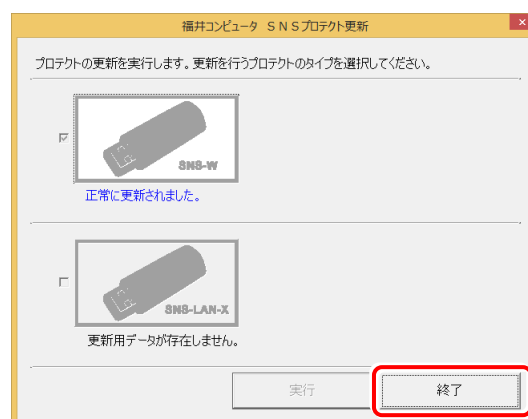 福井コンピュータ ＳＮＳプロテクト更新
プロテクトの更新を実行します。更新を行うプロテクトのタイプを選択してください。
SNS-W
正常に更新されました。
SNS-LAN-X
更新用データが存在しません。
実行
終了